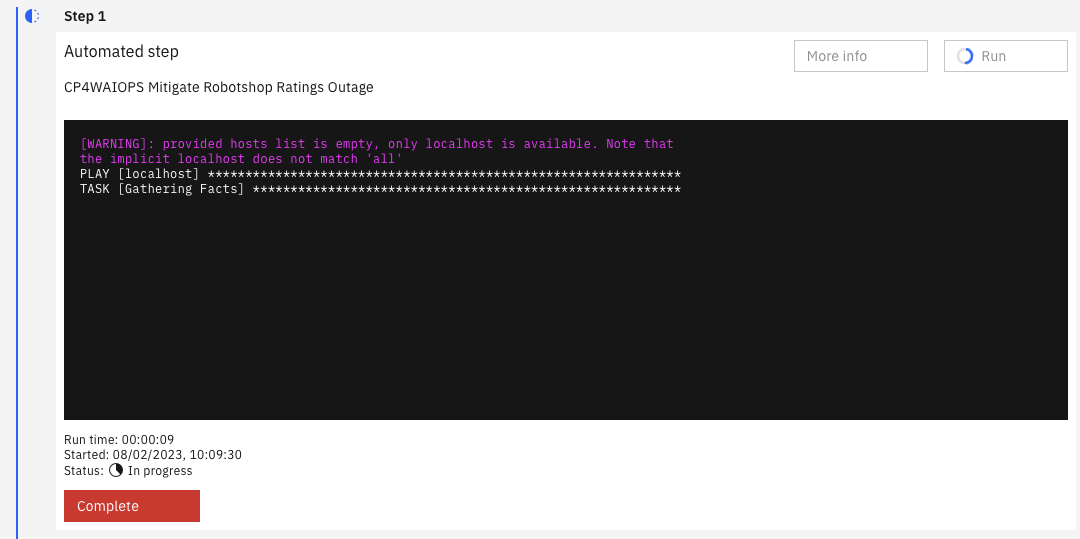 Step 1
Automated step
More info
Run
CP4WAIOPS Mitigate Robotshop Ratings Outage
[WARNING]: provided hosts list is empty, only localhost is available. Note that
the implicit localhost does not match 'all'
PLAY [localhost] ***************************************************************
TASK [Gathering Facts] *********************************************************
Run time: 00:00:09
Started: 08/02/2023, 10:09:30
Status: In progress
Complete